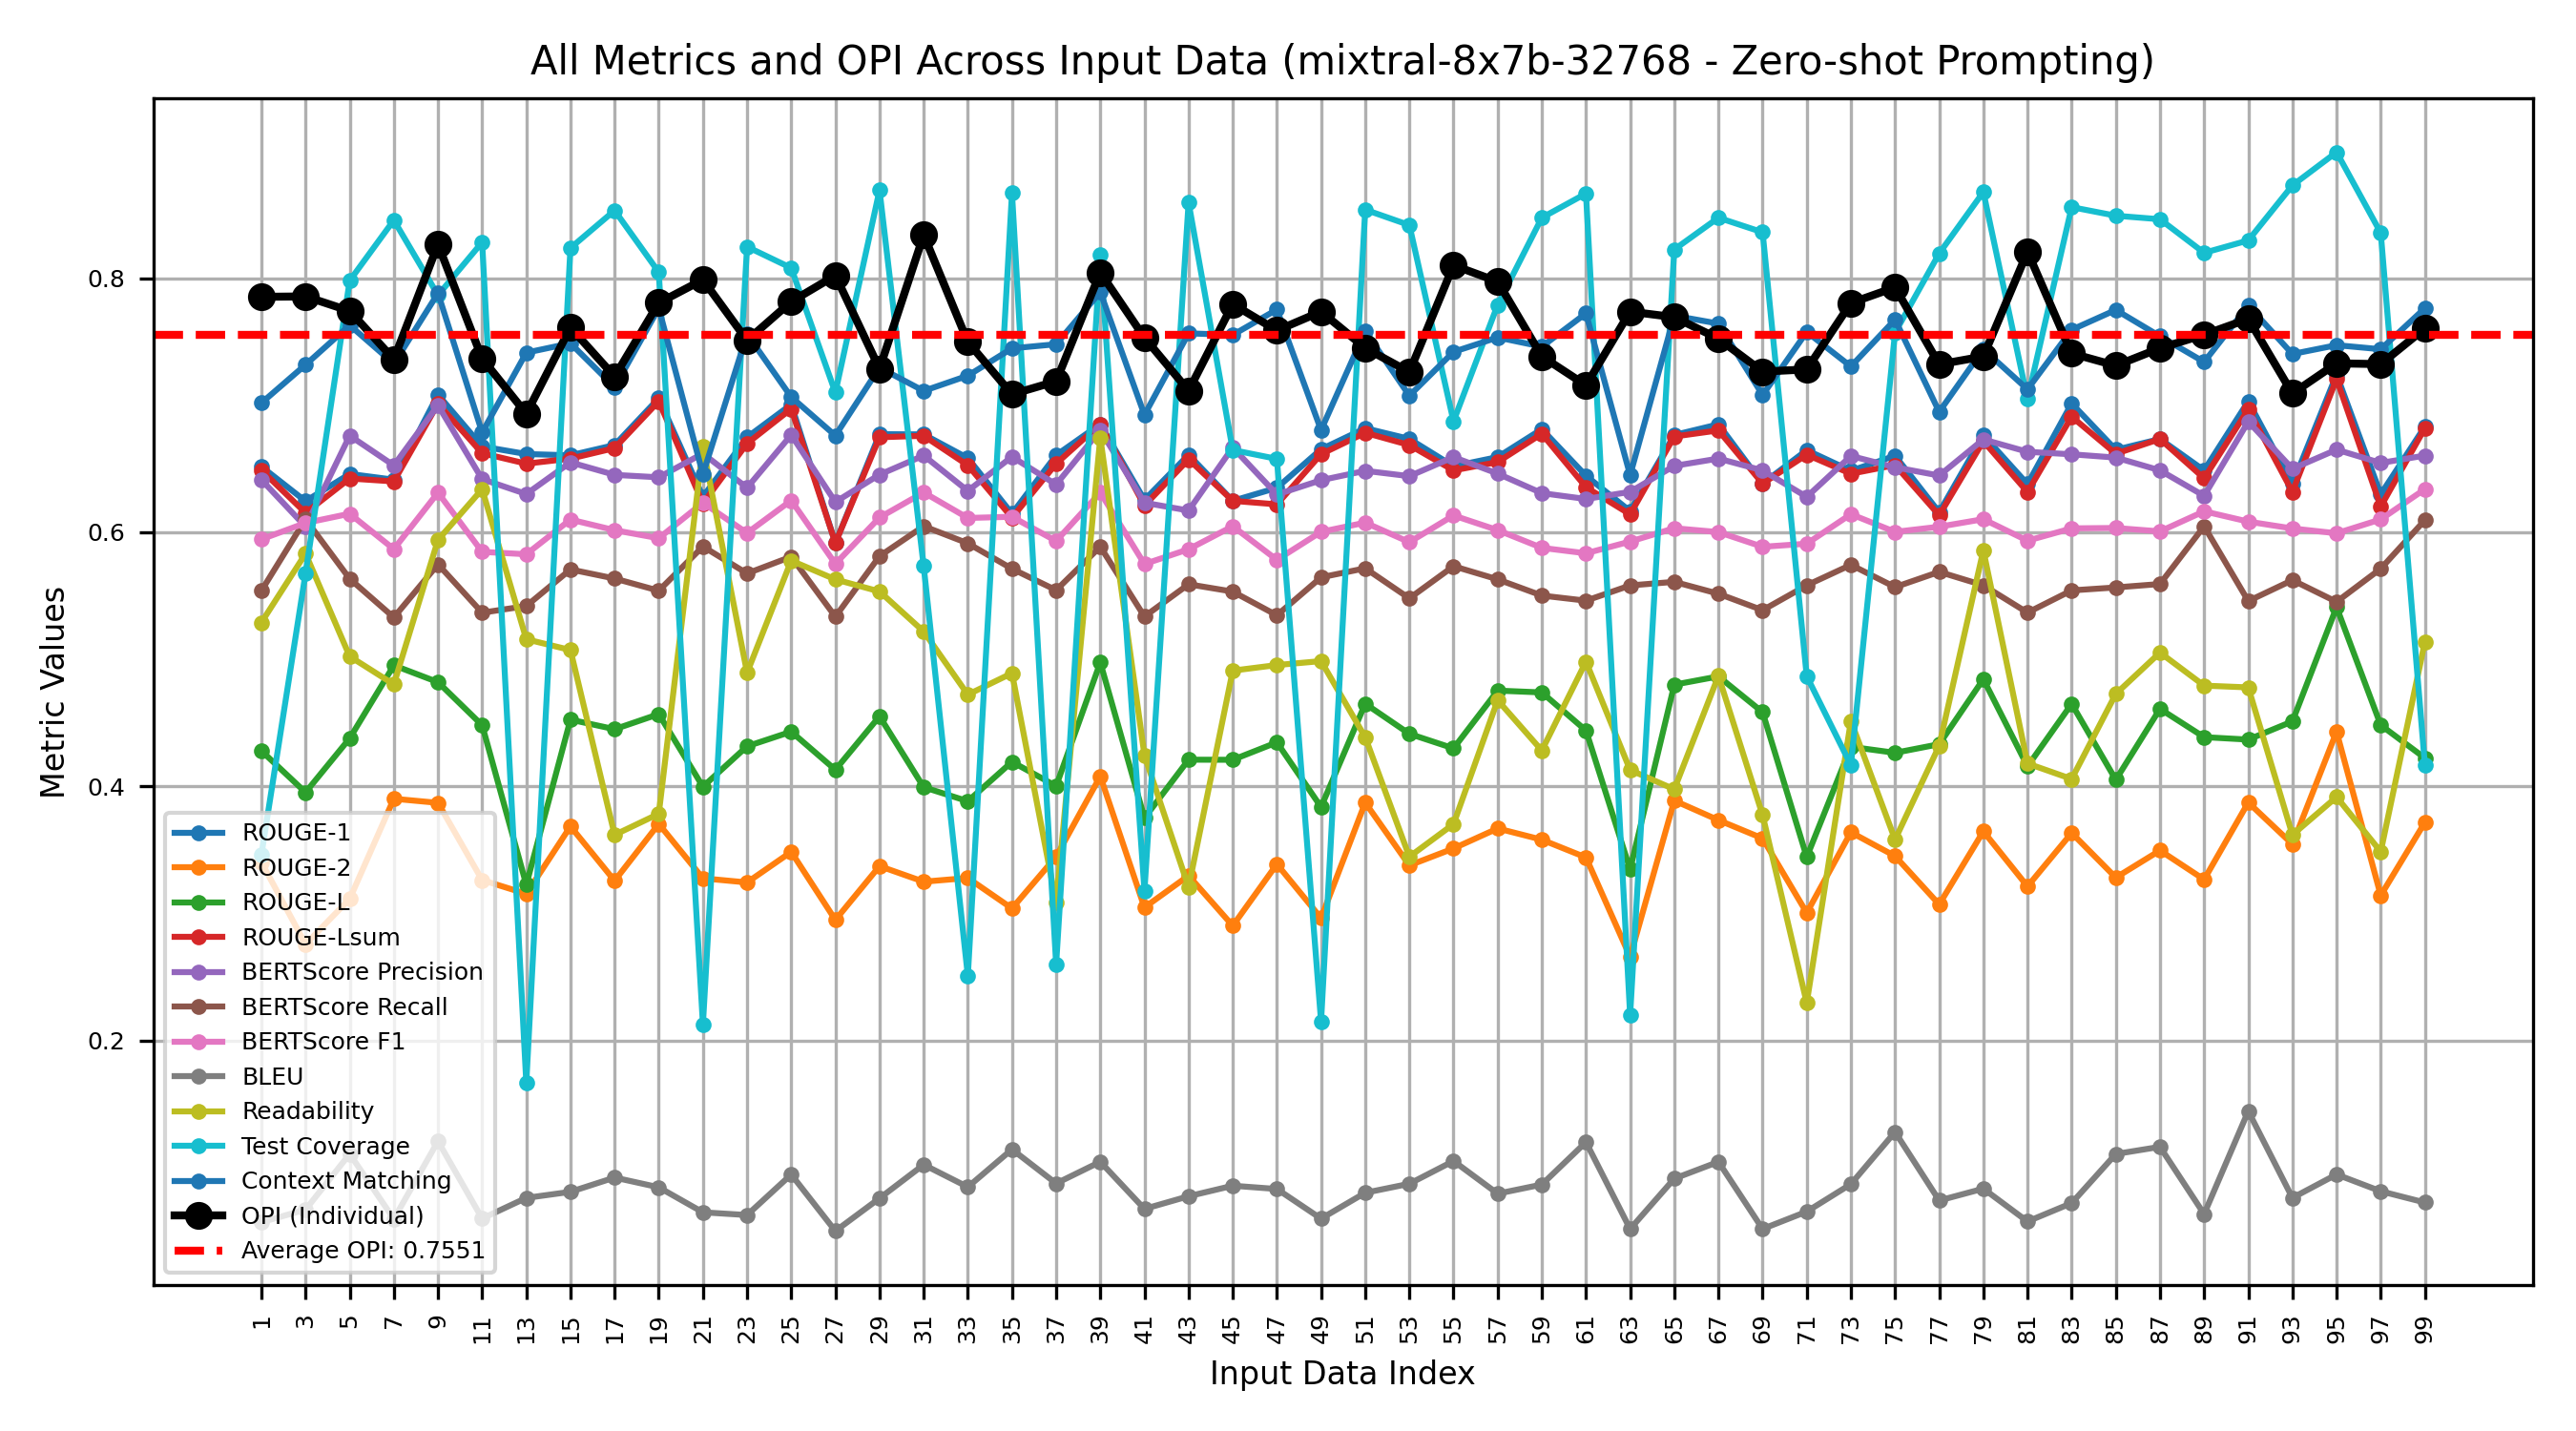 All Metrics and OPI Across Input Data (mixtral-8x7b-32768 - Zero-shot Prompting)
Metric Values
0.8
0.6
0.4
0.2
ROUGE-1
ROUGE-2
ROUGE-L
ROUGE-Lsum
BERTScore Precision
BERTScore Recall
BERTScore F1
BLEU
Readability
Test Coverage
Context Matching
OPI (Individual)
Average OPI: 0.7551
1 3 5 7 9 11 13 15 17 19 21 23 25 27 29 31 33 35 37 39 41 43 45 47 49 51 53 55 57 59 61 63 65 67 69 71 73 75 77 79 81 83 85 87 89 91 93 95 97 99
Input Data Index